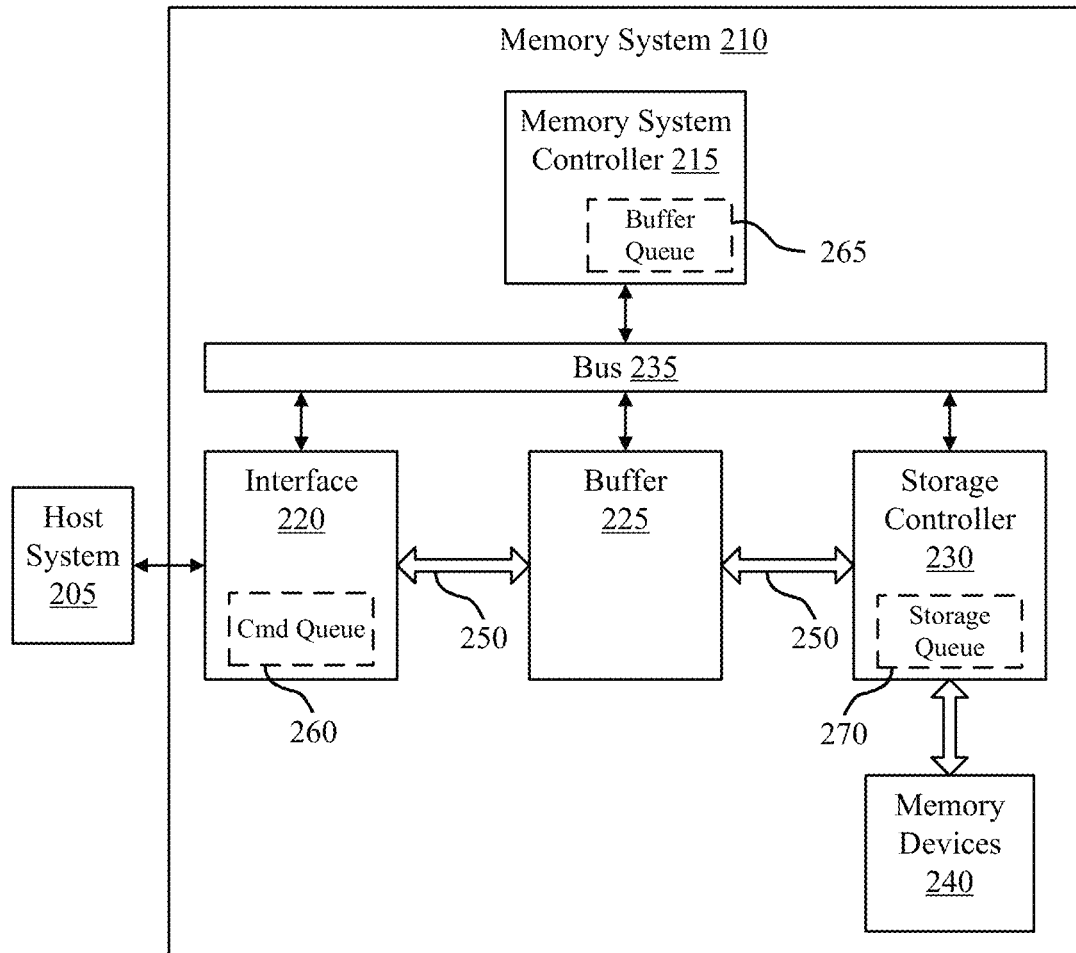 Memory System 210
Memory System
Controller 215
Buffer
Queue
265
Bus 235
Interface
220
Cmd Queue
260
Buffer
225
Storage
Controller
230
Storage
Queue
270
Host
System
205
250
250
Memory
Devices
240